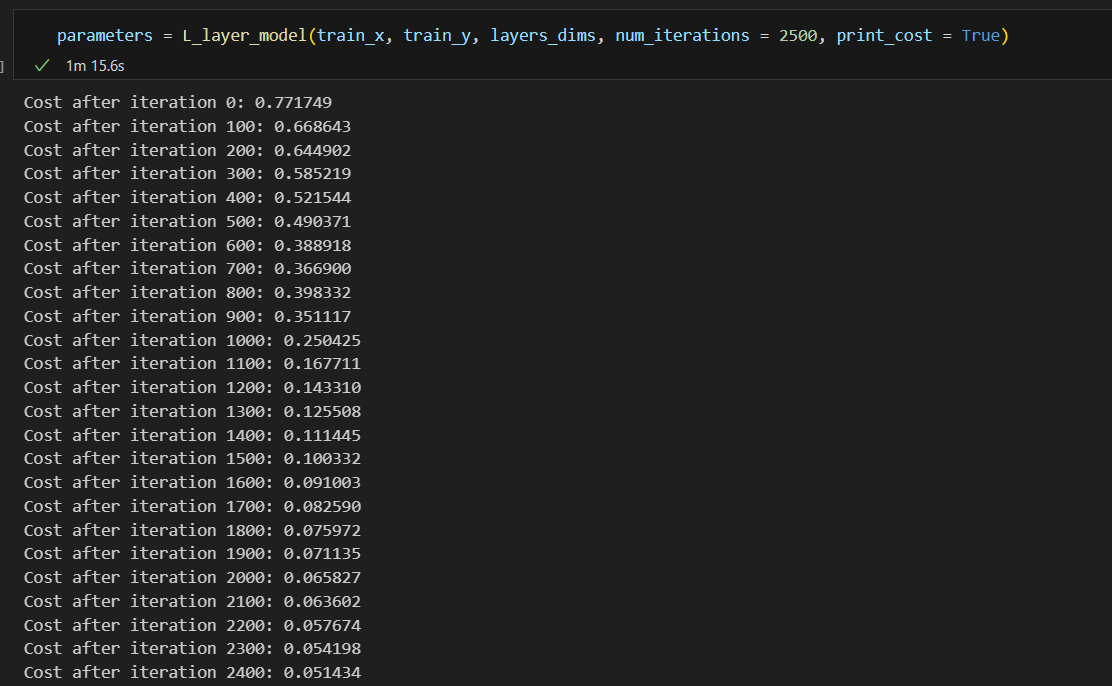 parameters = L_layer_model(train_x, train_y, layers_dims, num_iterations = 2500, print_cost = True)
] ✓ 1m 15.6s
Cost after iteration 0: 0.771749
Cost after iteration 100: 0.668643
Cost after iteration 200: 0.644902
Cost after iteration 300: 0.585219
Cost after iteration 400: 0.521544
Cost after iteration 500: 0.490371
Cost after iteration 600: 0.388918
Cost after iteration 700: 0.366900
Cost after iteration 800: 0.398332
Cost after iteration 900: 0.351117
Cost after iteration 1000: 0.250425
Cost after iteration 1100: 0.167711
Cost after iteration 1200: 0.143310
Cost after iteration 1300: 0.125508
Cost after iteration 1400: 0.111445
Cost after iteration 1500: 0.100332
Cost after iteration 1600: 0.091003
Cost after iteration 1700: 0.082590
Cost after iteration 1800: 0.075972
Cost after iteration 1900: 0.071135
Cost after iteration 2000: 0.065827
Cost after iteration 2100: 0.063602
Cost after iteration 2200: 0.057674
Cost after iteration 2300: 0.054198
Cost after iteration 2400: 0.051434